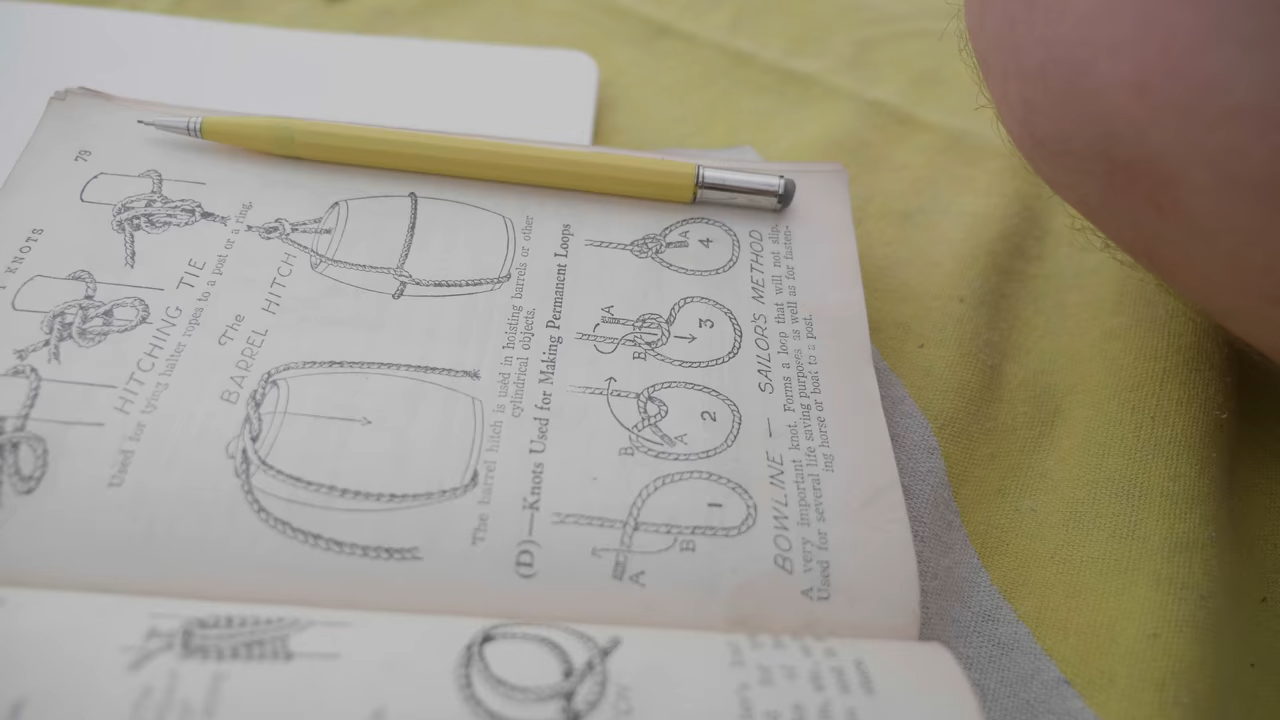 KNOTS 79
HITCHING TIE
Used for tying halter ropes to a post or a ring.
The
BARREL HITCH
The barrel hitch is used in hoisting barrels or other
cylindrical objects.
(D)—Knots Used for Making Permanent Loops
A B 1
B A 2
B A 3
A 4
BOWLINE — SAILOR'S METHOD
A very important knot. Forms a loop that will not slip.
Used for several life saving purposes as well as for fasten-
ing horse or boat to a post.